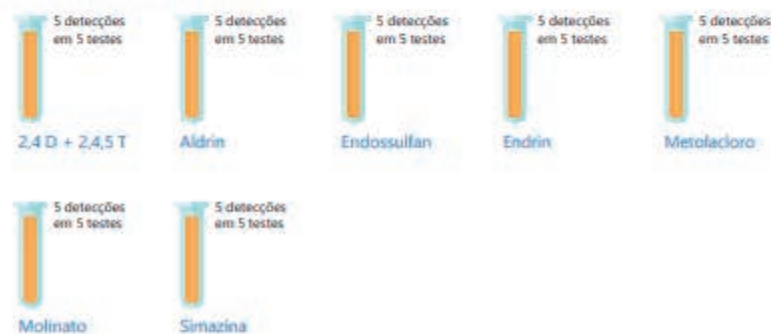 5 detecções
em 5 testes
2,4 D + 2,4,5 T
5 detecções
em 5 testes
Aldrin
5 detecções
em 5 testes
Endossulfan
5 detecções
em 5 testes
Endrin
5 detecções
em 5 testes
Metolacloro
5 detecções
em 5 testes
Molinato
5 detecções
em 5 testes
Simazina